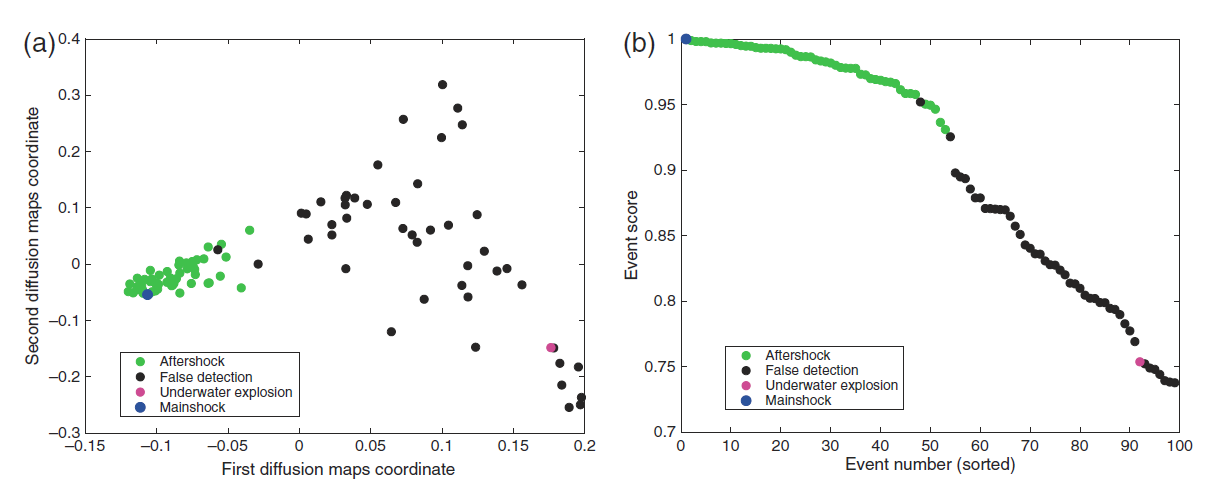 (a)
0.4
0.3
0.2
0.1
0
−0.1
−0.2
−0.3
Second diffusion maps coordinate
Aftershock
False detection
Underwater explosion
Mainshock
−0.15 −0.1 −0.05 0 0.05 0.1 0.15 0.2
First diffusion maps coordinate
(b)
1
0.95
0.9
0.85
0.8
0.75
0.7
Event score
Aftershock
False detection
Underwater explosion
Mainshock
0 10 20 30 40 50 60 70 80 90 100
Event number (sorted)